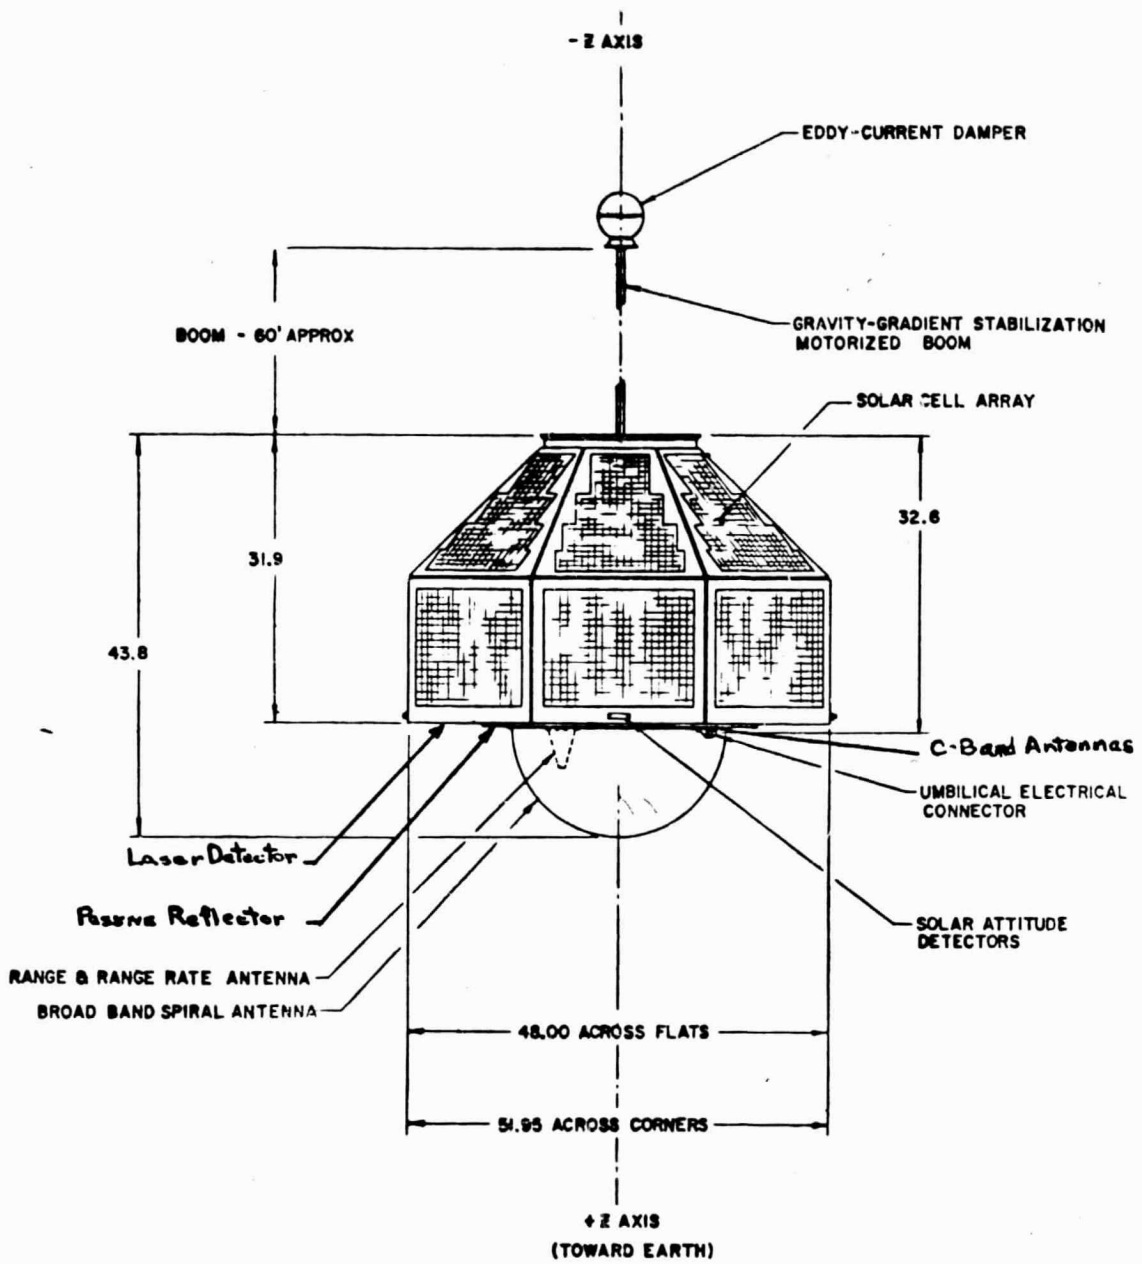 - Z AXIS
EDDY-CURRENT DAMPER
BOOM - 60' APPROX
GRAVITY-GRADIENT STABILIZATION
MOTORIZED BOOM
SOLAR CELL ARRAY
32.6
31.9
43.8
C-Band Antennas
UMBILICAL ELECTRICAL
CONNECTOR
Laser Detector
Passive Reflector
SOLAR ATTITUDE
DETECTORS
RANGE & RANGE RATE ANTENNA
BROAD BAND SPIRAL ANTENNA
48.00 ACROSS FLATS
51.95 ACROSS CORNERS
+ Z AXIS
(TOWARD EARTH)